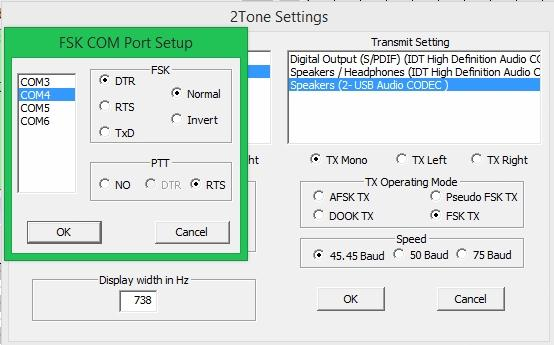 2Tone Settings
FSK COM Port Setup
COM3
COM4
COM5
COM6
FSK
DTR
RTS
TxD
Normal
Invert
PTT
NO
DTR
RTS
OK
Cancel
Display width in Hz
738
Transmit Setting
Digital Output (S/PDIF) (IDT High Definition Audio CO
Speakers / Headphones (IDT High Definition Audio C
Speakers (2- USB Audio CODEC )
TX Mono
TX Left
TX Right
TX Operating Mode
AFSK TX
Pseudo FSK TX
DOOK TX
FSK TX
Speed
45.45 Baud
50 Baud
75 Baud
OK
Cancel